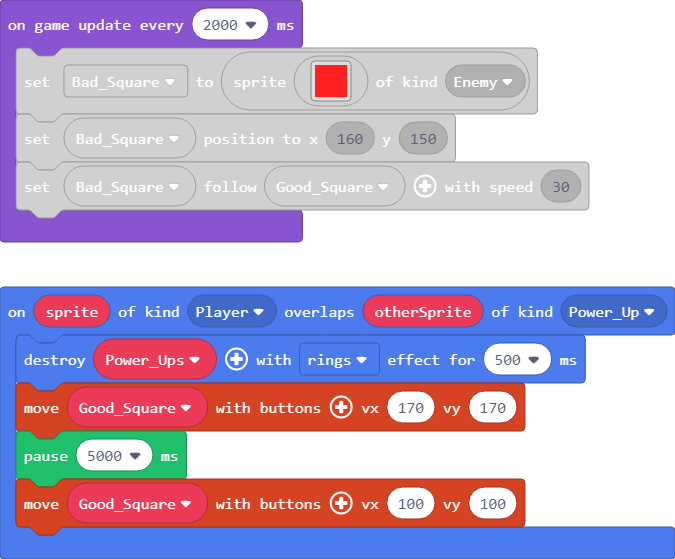 on game update every 2000 ms
set Bad_Square to sprite of kind Enemy
set Bad_Square position to x 160 y 150
set Bad_Square follow Good_Square with speed 30
on sprite of kind Player overlaps otherSprite of kind Power_Up
destroy Power_Ups with rings effect for 500 ms
move Good_Square with buttons vx 170 vy 170
pause 5000 ms
move Good_Square with buttons vx 100 vy 100